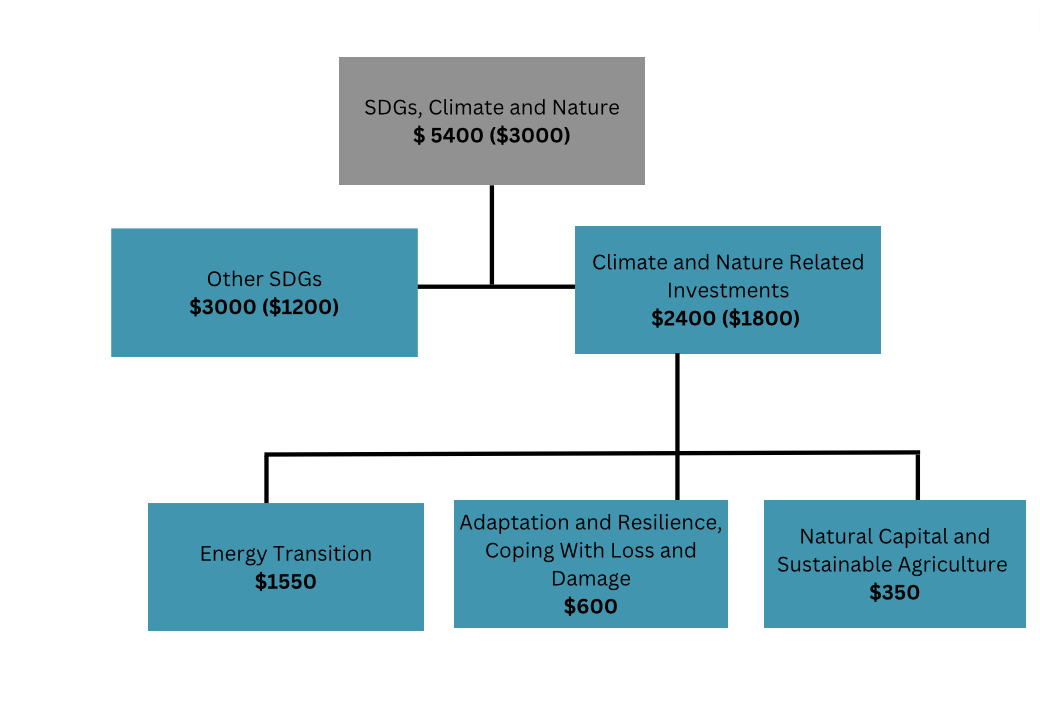 SDGs, Climate and Nature
$ 5400 ($3000)
Other SDGs
$3000 ($1200)
Climate and Nature Related
Investments
$2400 ($1800)
Energy Transition
$1550
Adaptation and Resilience,
Coping With Loss and
Damage
$600
Natural Capital and
Sustainable Agriculture
$350